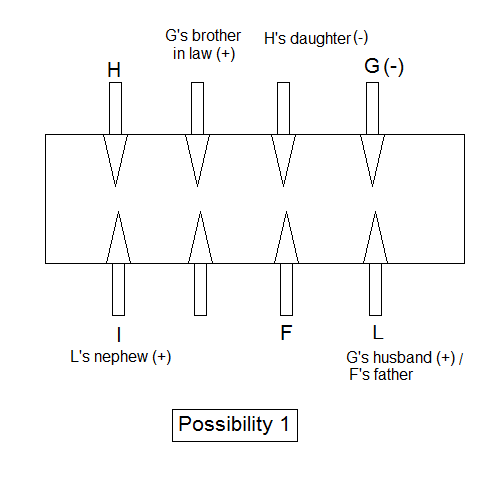 G's brother
in law (+)
H's daughter (-)
H
G (-)
I
L's nephew (+)
F
L
G's husband (+) /
F's father
Possibility 1